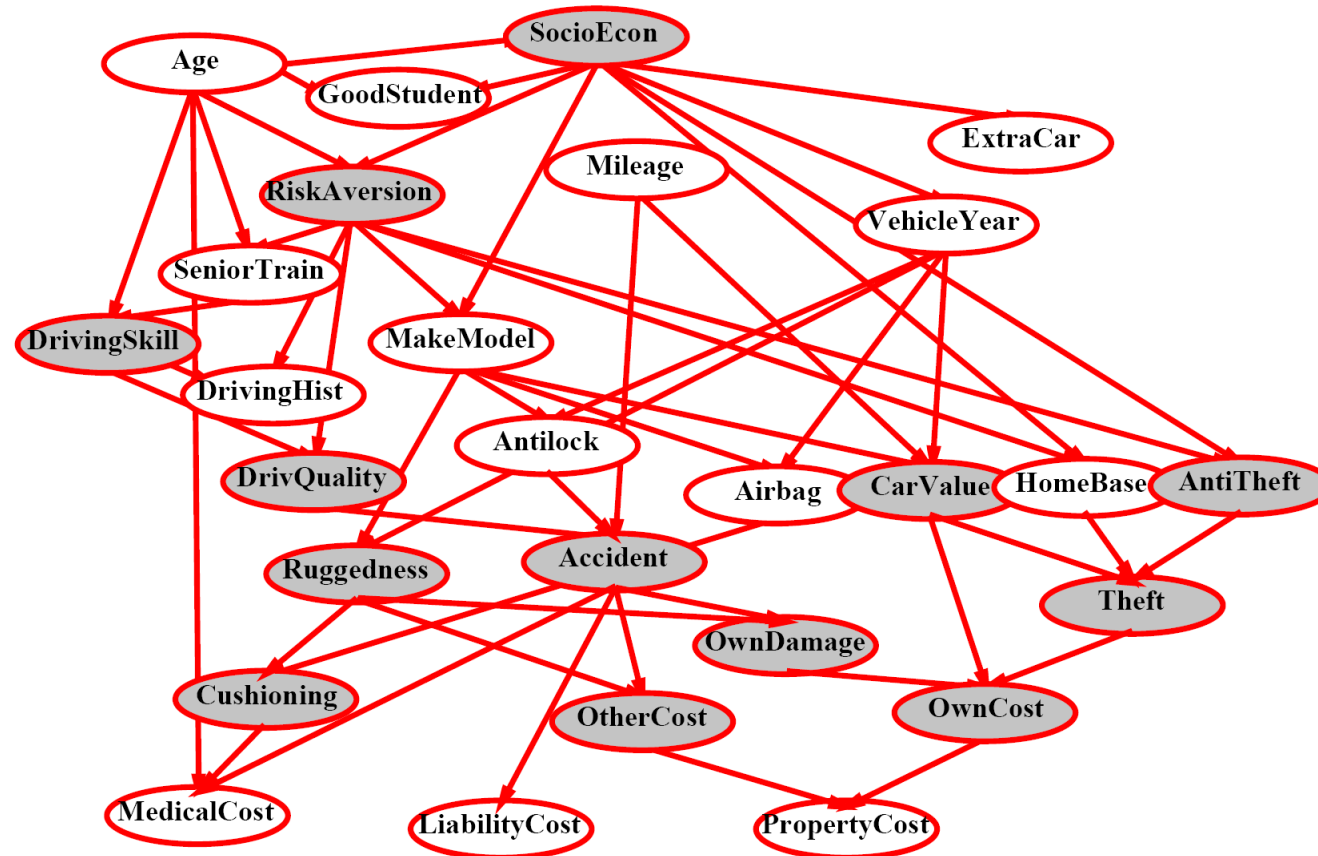 SocioEcon
Age
GoodStudent
ExtraCar
Mileage
RiskAversion
VehicleYear
SeniorTrain
DrivingSkill
MakeModel
DrivingHist
Antilock
DrivQuality
Airbag
CarValue
HomeBase
AntiTheft
Accident
Ruggedness
Theft
OwnDamage
Cushioning
OtherCost
OwnCost
MedicalCost
LiabilityCost
PropertyCost